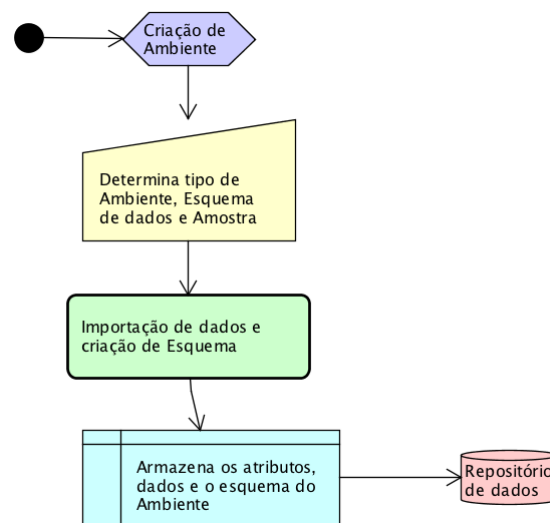 Criação de
Ambiente
Determina tipo de
Ambiente, Esquema
de dados e Amostra
Importação de dados e
criação de Esquema
Armazena os atributos,
dados e o esquema do
Ambiente
Repositório
de dados